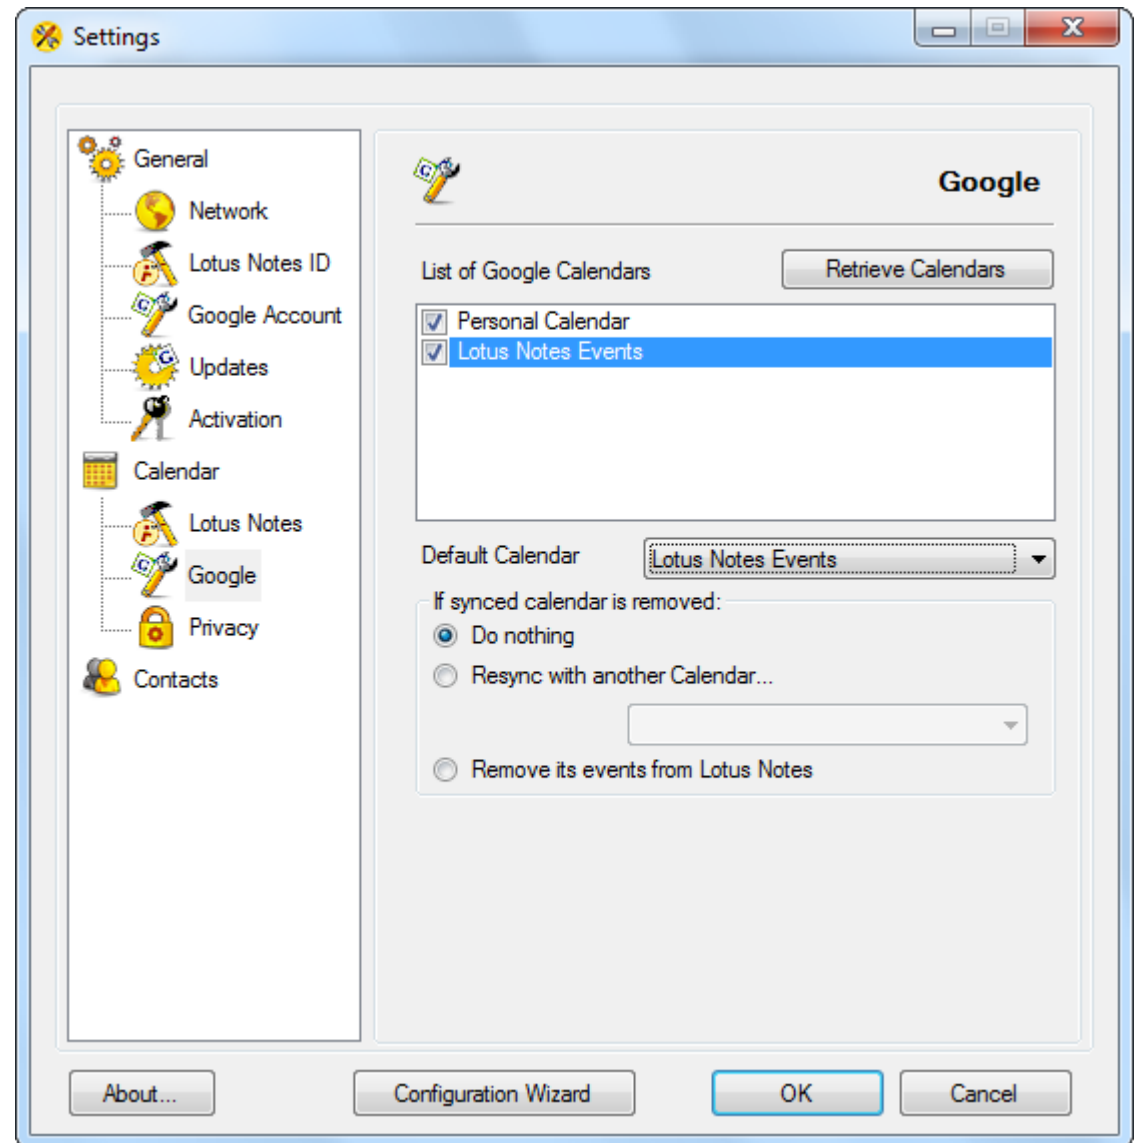 Settings
General
Network
Lotus Notes ID
Google Account
Updates
Activation
Calendar
Lotus Notes
Google
Privacy
Contacts
Google
List of Google Calendars
Retrieve Calendars
Personal Calendar
Lotus Notes Events
Default Calendar
Lotus Notes Events
If synced calendar is removed:
Do nothing
Resync with another Calendar...
Remove its events from Lotus Notes
About...
Configuration Wizard
OK
Cancel